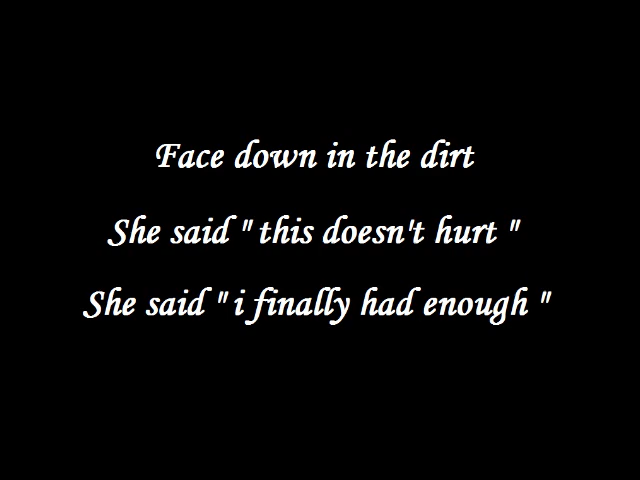 Face down in the dirt
She said " this doesn't hurt "
She said " i finally had enough "